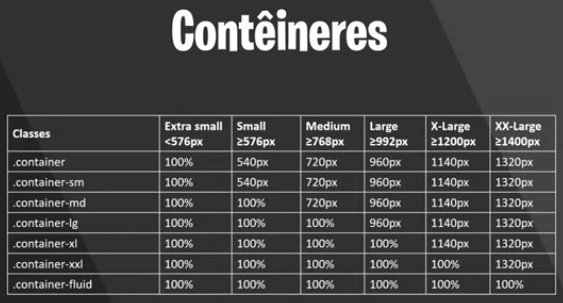 Contêineres
Classes Extra small <576px Small ≥576px Medium ≥768px Large ≥992px X-Large ≥1200px XX-Large ≥1400px
.container 100% 540px 720px 960px 1140px 1320px
.container-sm 100% 540px 720px 960px 1140px 1320px
.container-md 100% 100% 720px 960px 1140px 1320px
.container-lg 100% 100% 100% 960px 1140px 1320px
.container-xl 100% 100% 100% 100% 1140px 1320px
.container-xxl 100% 100% 100% 100% 100% 1320px
.container-fluid 100% 100% 100% 100% 100% 100%